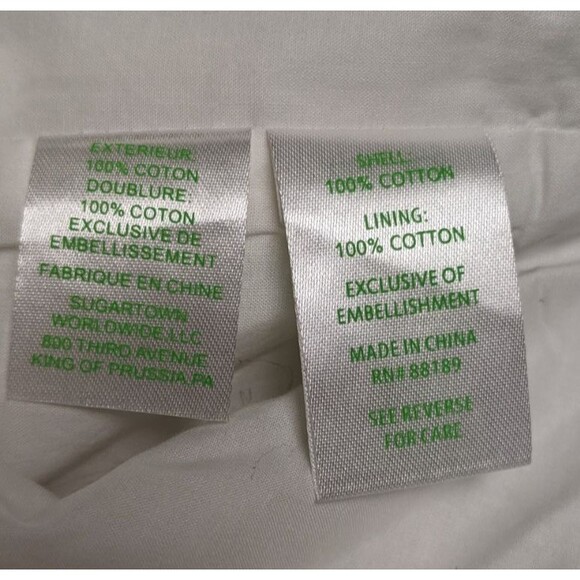 EXTERIEUR:
100% COTON
DOUBLURE:
100% COTON
EXCLUSIVE DE
EMBELLISSEMENT
FABRIQUE EN CHINE
SUGARTOWN
WORLDWIDE, LLC
800 THIRD AVENUE
KING OF PRUSSIA, PA
SHELL:
100% COTTON
LINING:
100% COTTON
EXCLUSIVE OF
EMBELLISHMENT
MADE IN CHINA
RN# 88189
SEE REVERSE
FOR CARE